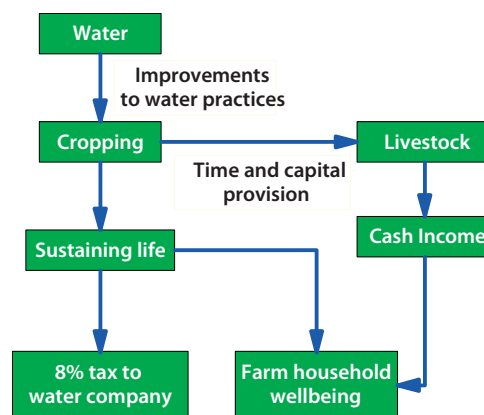 Water
Improvements
to water practices
Cropping
Livestock
Time and capital
provision
Sustaining life
Cash Income
8% tax to
water company
Farm household
wellbeing